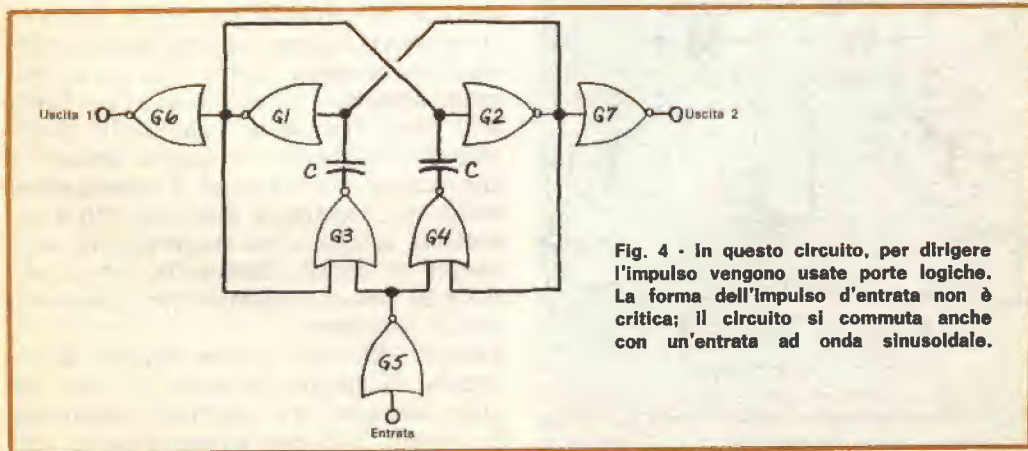 Uscita 1
G6
G1
G2
G7
Uscita 2
C
C
G3
G4
G5
Entrata
Fig. 4 - In questo circuito, per dirigere
l'impulso vengono usate porte logiche.
La forma dell'impulso d'entrata non è
critica; il circuito si commuta anche
con un'entrata ad onda sinusoidale.